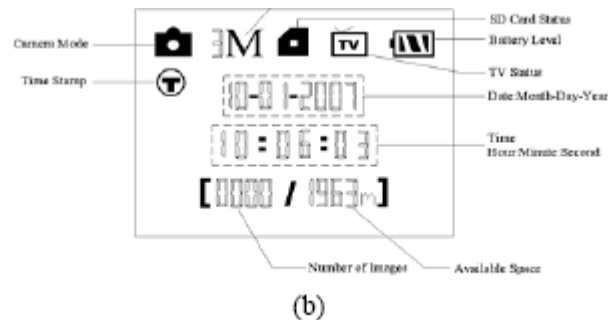 SD Card Status
Camera Mode
3M
TV
Battery Level
Time Stamp
T
TV Status
10-01-2007
Date:Month-Day-Year
10:06:03
Time
Hour:Minute Second
[0000 / 1963m]
Number of Images
Available Space
(b)